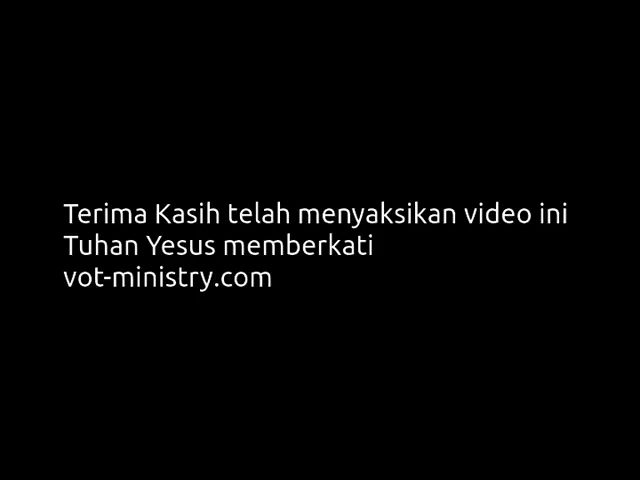 Terima Kasih telah menyaksikan video ini
Tuhan Yesus memberkati
vot-ministry.com